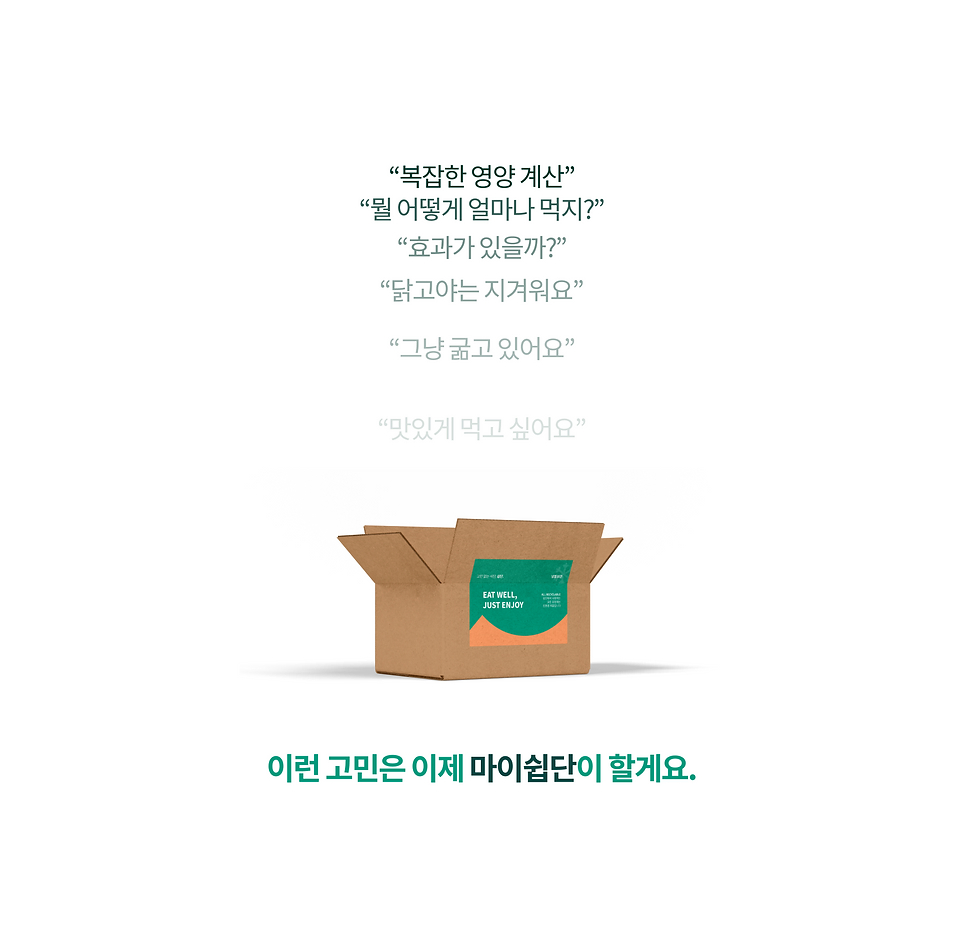 “복잡한 영양 계산”
“뭘 어떻게 얼마나 먹지?”
“효과가 있을까?”
“닭고야는 지겨워요”
“그냥 굶고 있어요”
“맛있게 먹고 싶어요”
EAT WELL,
JUST ENJOY
이런 고민은 이제 마이쉽단이 할게요.